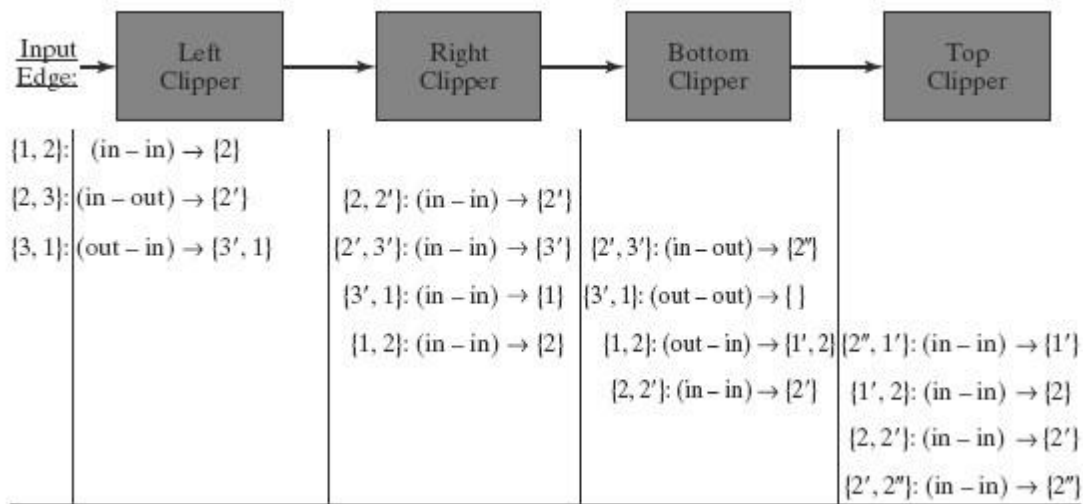 Input Edge:
Left Clipper
Right Clipper
Bottom Clipper
Top Clipper
{1, 2}: (in – in) → {2}
{2, 3}: (in – out) → {2′}
{3, 1}: (out – in) → {3′, 1}
{2, 2′}: (in – in) → {2′}
{2′, 3′}: (in – in) → {3′}
{3′, 1}: (in – in) → {1}
{1, 2}: (in – in) → {2}
{2′, 3′}: (in – out) → {2″}
{3′, 1}: (out – out) → { }
{1, 2}: (out – in) → {1′, 2}
{2, 2′}: (in – in) → {2′}
{2″, 1′}: (in – in) → {1′}
{1′, 2}: (in – in) → {2}
{2, 2′}: (in – in) → {2′}
{2′, 2″}: (in – in) → {2″}